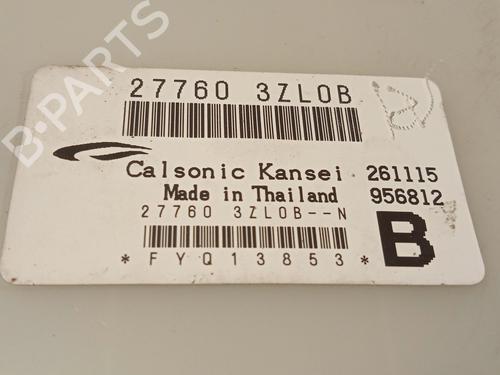 B-PARTS
27760 3ZL0B
Calsonic Kansei 261115
Made in Thailand 956812
27760 3ZL0B--N
B
*FYQ13853*